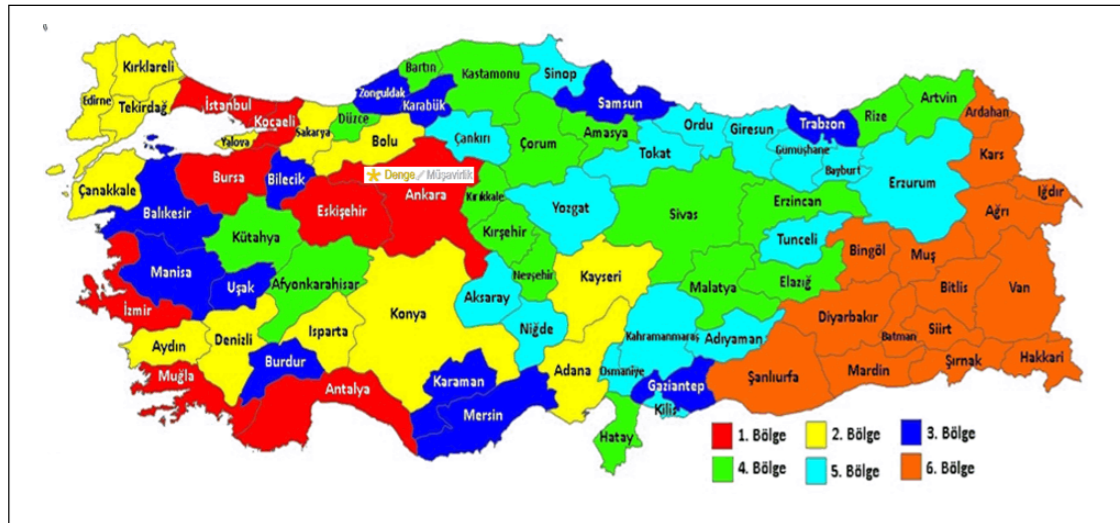 Kırklareli
Edirne
Tekirdağ
İstanbul
Kocaeli
Yalova
Sakarya
Düzce
Bolu
Zonguldak
Bartın
Karabük
Kastamonu
Sinop
Samsun
Çankırı
Çorum
Amasya
Tokat
Ordu
Giresun
Trabzon
Gümüşhane
Bayburt
Rize
Artvin
Ardahan
Kars
Iğdır
Ağrı
Erzurum
Erzincan
Çanakkale
Balıkesir
Bursa
Bilecik
Eskişehir
Denge Müşavirlik
Ankara
Kırıkkale
Yozgat
Sivas
Tunceli
Bingöl
Muş
Kütahya
Kırşehir
Manisa
Uşak
Afyonkarahisar
Nevşehir
Kayseri
Malatya
Elazığ
Bitlis
Van
İzmir
Aksaray
Konya
Isparta
Niğde
Kahramanmaraş
Adıyaman
Diyarbakır
Batman
Siirt
Aydın
Denizli
Burdur
Karaman
Adana
Osmaniye
Gaziantep
Şanlıurfa
Mardin
Şırnak
Hakkari
Muğla
Antalya
Mersin
Kilis
Hatay
1. Bölge
2. Bölge
3. Bölge
4. Bölge
5. Bölge
6. Bölge